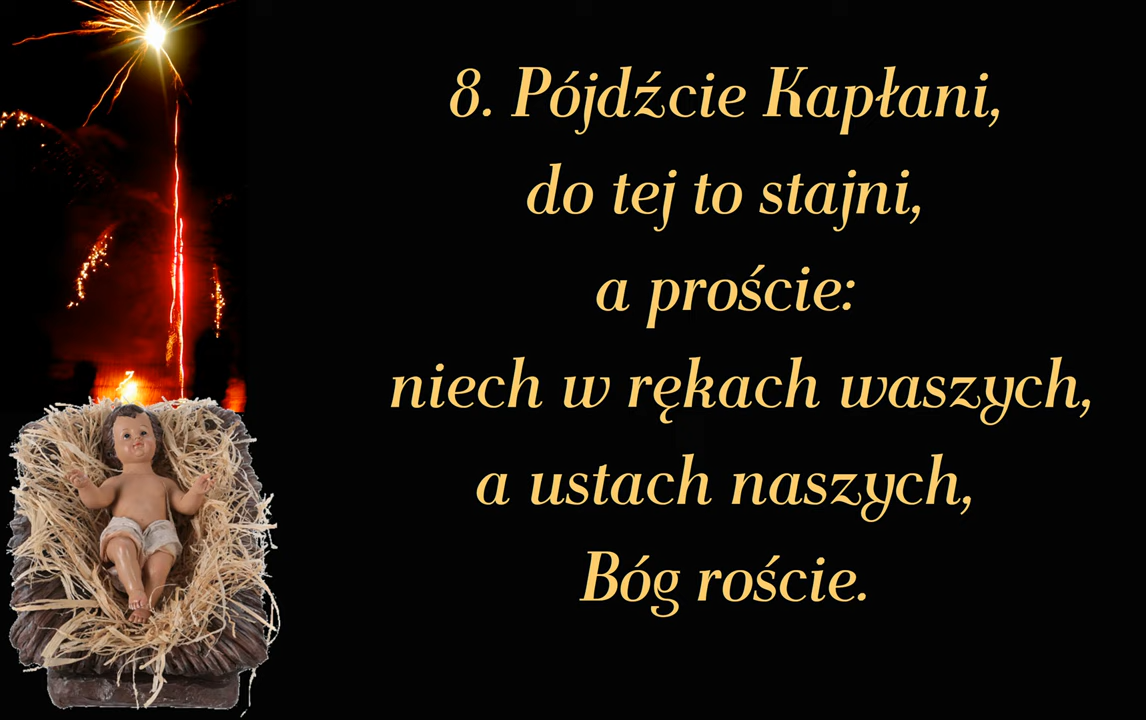 8. Pójdźcie Kapłani,
do tej to stajni,
a proście:
niech w rękach waszych,
a ustach naszych,
Bóg roście.